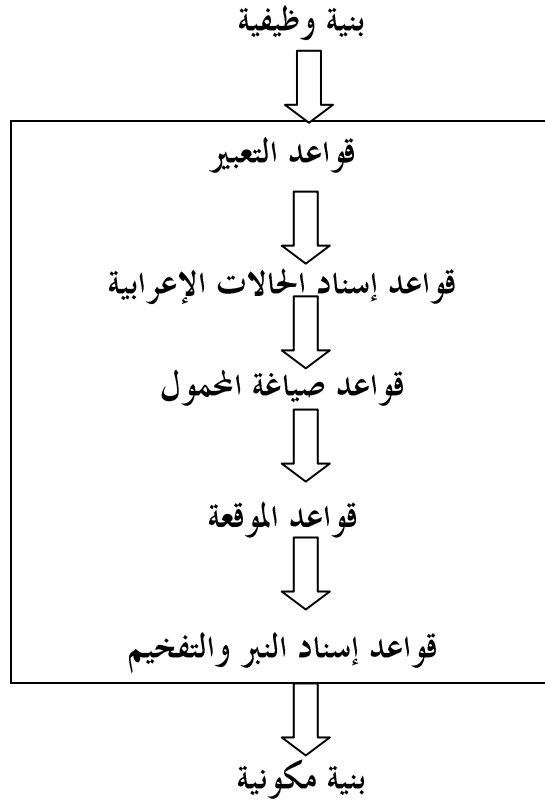 بنية وظيفية
قواعد التعبير
قواعد إسناد الحالات الإعرابية
قواعد صياغة المحمول
قواعد الموقعة
قواعد إسناد النبر والتفخيم
بنية مكونية